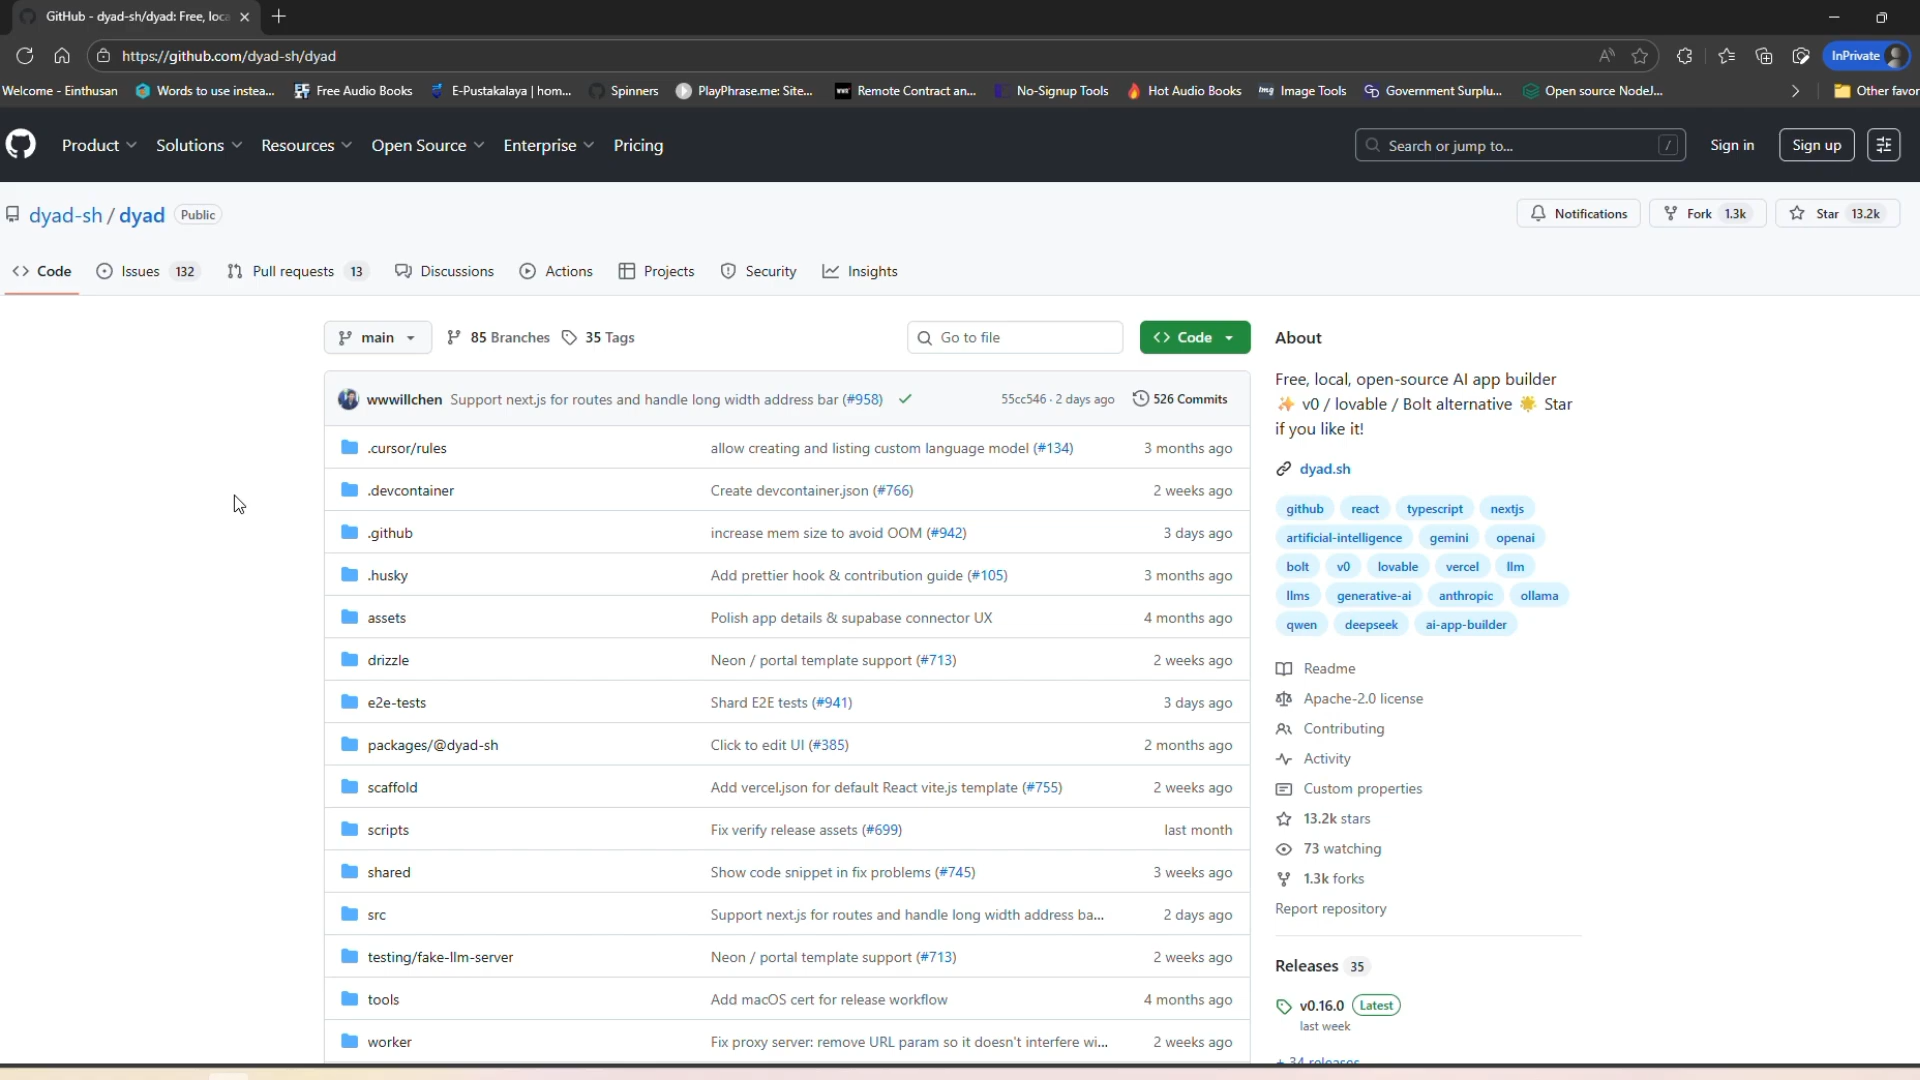 GitHub - dyad-sh/dyad: Free, loca
https://github.com/dyad-sh/dyad
InPrivate
Welcome - Einthusan
Words to use instea...
Free Audio Books
E-Pustakalaya | hom...
Spinners
PlayPhrase.me: Site...
Remote Contract an...
No-Signup Tools
Hot Audio Books
Image Tools
Government Surplu...
Open source NodeJ...
Other favor
Product
Solutions
Resources
Open Source
Enterprise
Pricing
Search or jump to...
/
Sign in
Sign up
dyad-sh / dyad
Public
Notifications
Fork 1.3k
Star 13.2k
Code
Issues 132
Pull requests 13
Discussions
Actions
Projects
Security
Insights
main
85 Branches
35 Tags
Go to file
Code
wwwillchen Support next.js for routes and handle long width address bar (#958)
55cc546 · 2 days ago
526 Commits
.cursor/rules allow creating and listing custom language model (#134) 3 months ago
.devcontainer Create devcontainer.json (#766) 2 weeks ago
.github increase mem size to avoid OOM (#942) 3 days ago
.husky Add prettier hook & contribution guide (#105) 3 months ago
assets Polish app details & supabase connector UX 4 months ago
drizzle Neon / portal template support (#713) 2 weeks ago
e2e-tests Shard E2E tests (#941) 3 days ago
packages/@dyad-sh Click to edit UI (#385) 2 months ago
scaffold Add vercel.json for default React vite.js template (#755) 2 weeks ago
scripts Fix verify release assets (#699) last month
shared Show code snippet in fix problems (#745) 3 weeks ago
src Support next.js for routes and handle long width address ba... 2 days ago
testing/fake-llm-server Neon / portal template support (#713) 2 weeks ago
tools Add macOS cert for release workflow 4 months ago
worker Fix proxy server: remove URL param so it doesn't interfere wi... 2 weeks ago
About
Free, local, open-source AI app builder
✨ v0 / lovable / Bolt alternative 🌟 Star
if you like it!
dyad.sh
github react typescript nextjs
artificial-intelligence gemini openai
bolt v0 lovable vercel llm
llms generative-ai anthropic ollama
qwen deepseek ai-app-builder
Readme
Apache-2.0 license
Contributing
Activity
Custom properties
13.2k stars
73 watching
1.3k forks
Report repository
Releases 35
v0.16.0 Latest
last week
+ 34 releases